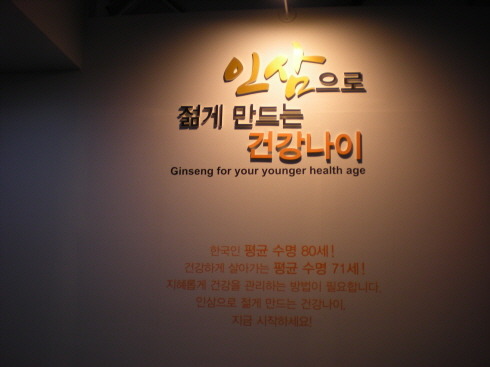 인삼으로
젊게 만드는
건강나이
Ginseng for your younger health age
한국인 평균 수명 80세!
건강하게 살아가는 평균 수명 71세!
지혜롭게 건강을 관리하는 방법이 필요합니다.
인삼으로 젊게 만드는 건강나이,
지금 시작하세요!